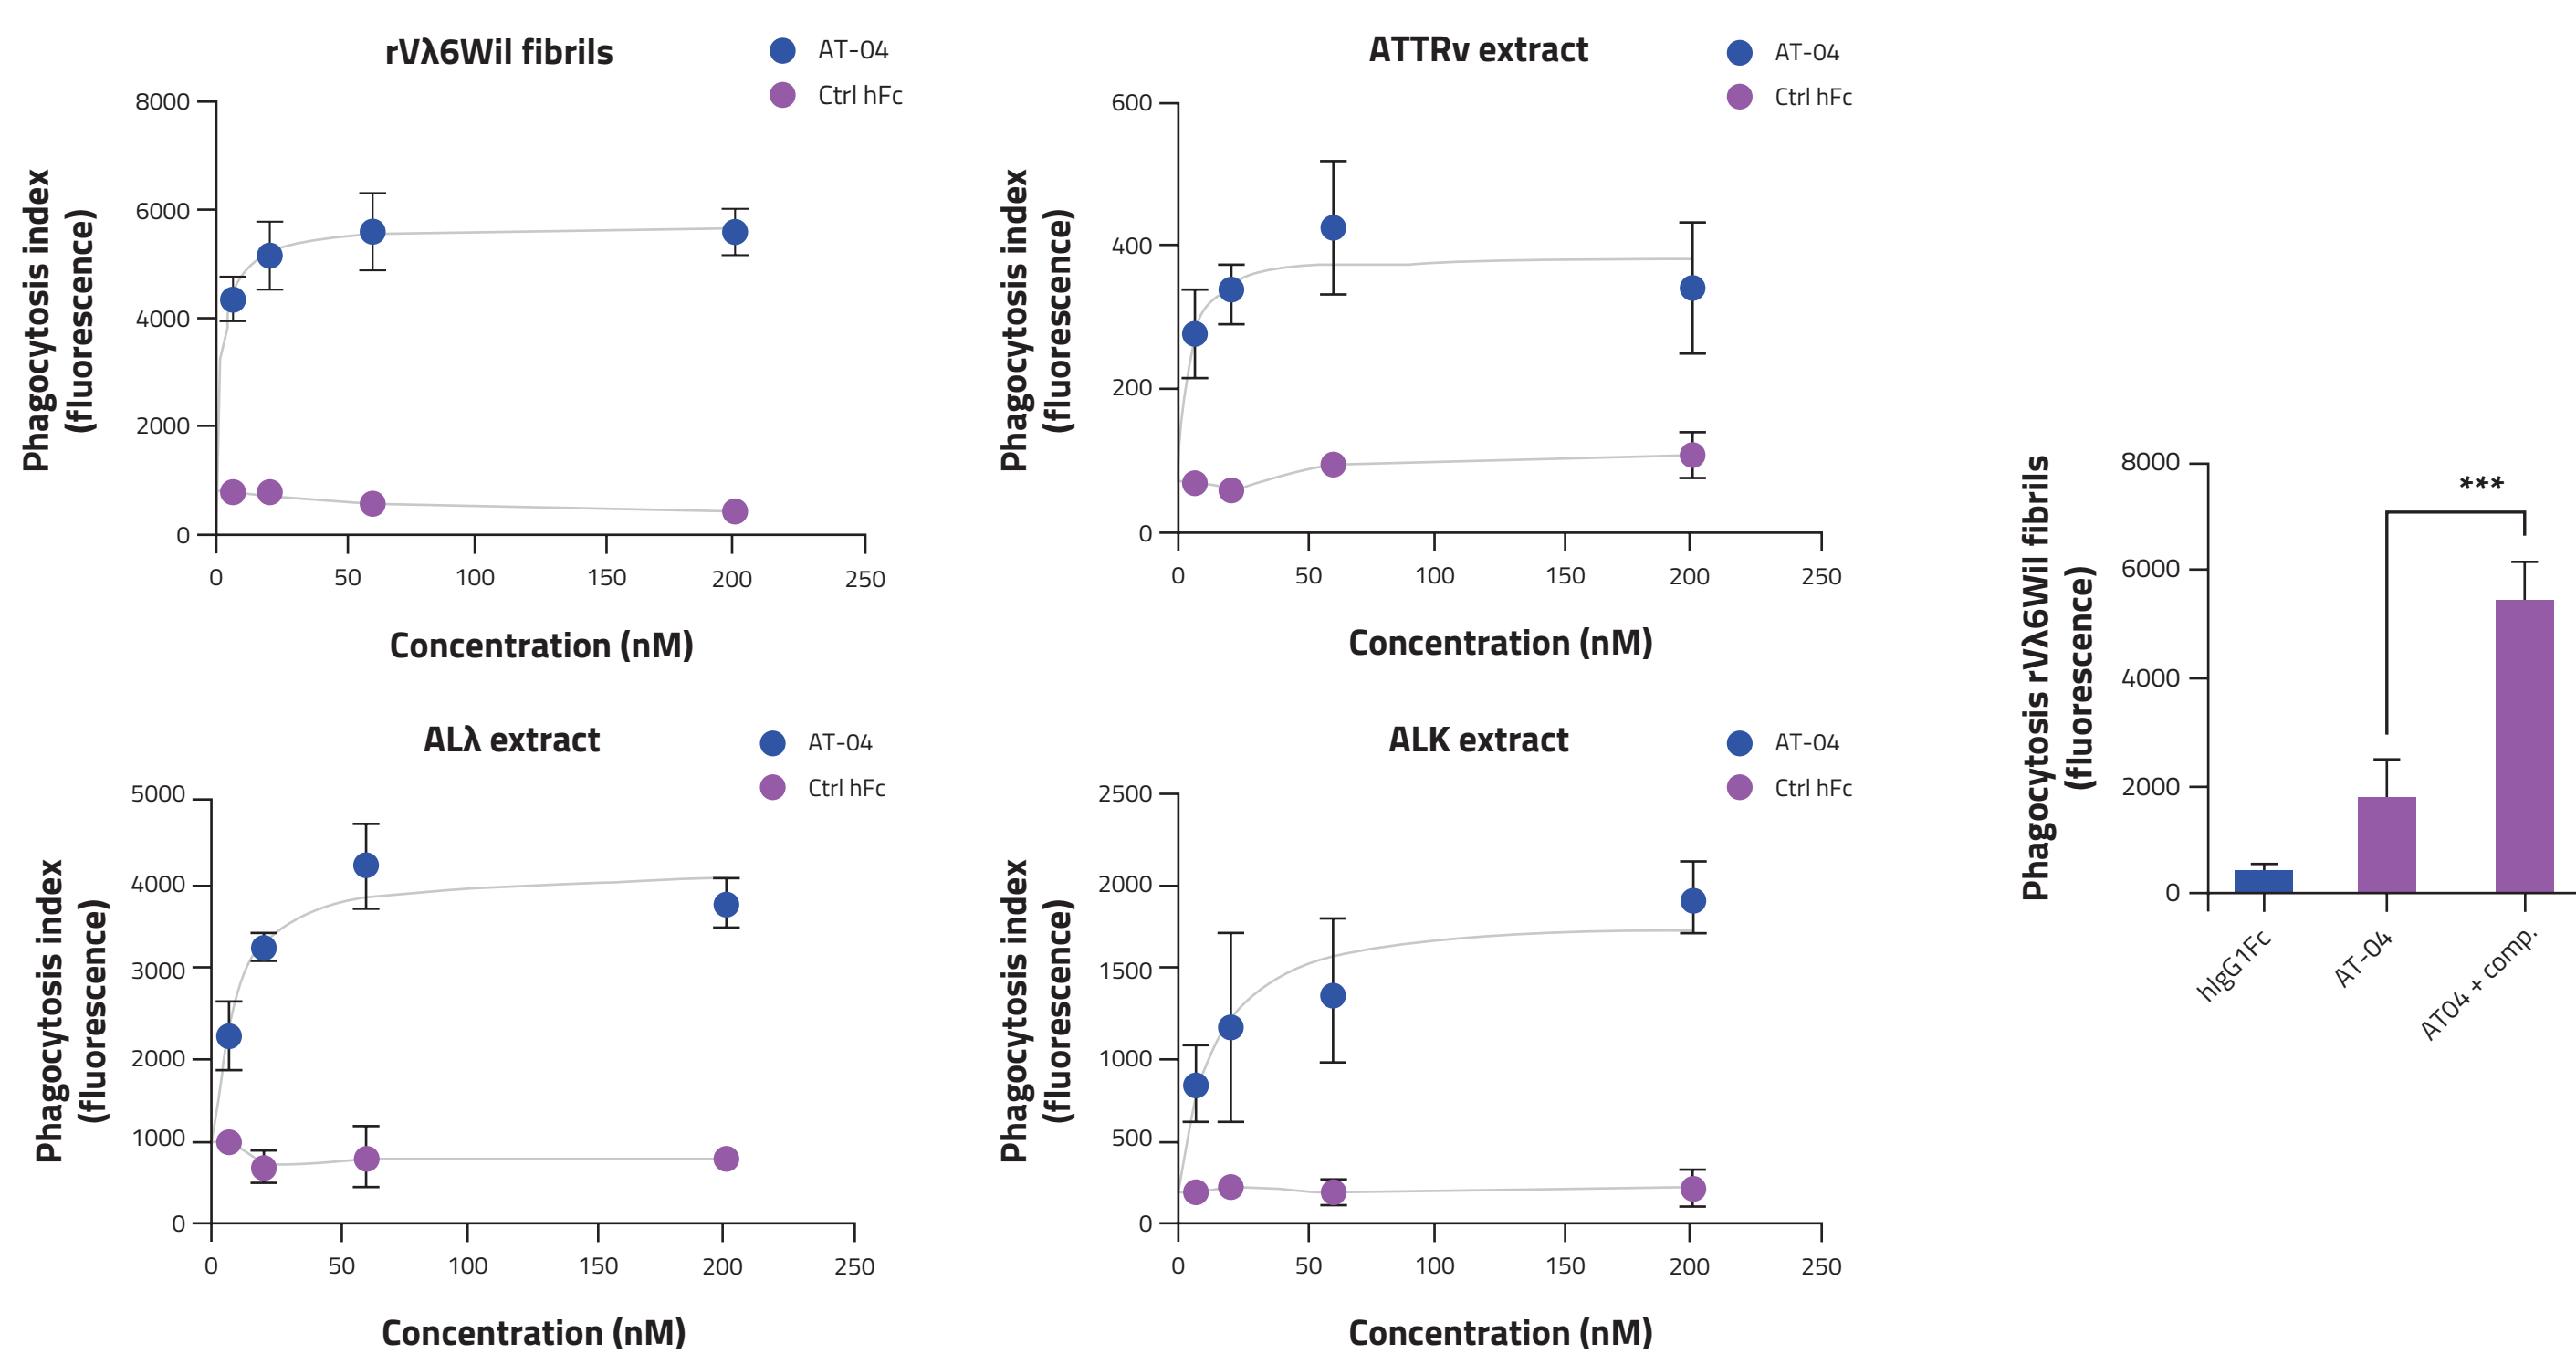 rVλ6Wil fibrils
AT-04
Ctrl hFc
Phagocytosis index
(fluorescence)
8000
6000
4000
2000
0
0 50 100 150 200 250
Concentration (nM)
ATTRv extract
AT-04
Ctrl hFc
Phagocytosis index
(fluorescence)
600
400
200
0
0 50 100 150 200 250
Concentration (nM)
ALλ extract
AT-04
Ctrl hFc
Phagocytosis index
(fluorescence)
5000
4000
3000
2000
1000
0
0 50 100 150 200 250
Concentration (nM)
ALK extract
AT-04
Ctrl hFc
Phagocytosis index
(fluorescence)
2500
2000
1500
1000
500
0
0 50 100 150 200 250
Concentration (nM)
Phagocytosis rVλ6Wil fibrils
(fluorescence)
8000
6000
4000
2000
0
***
hIgG1Fc
AT-04
AT04 + comp.